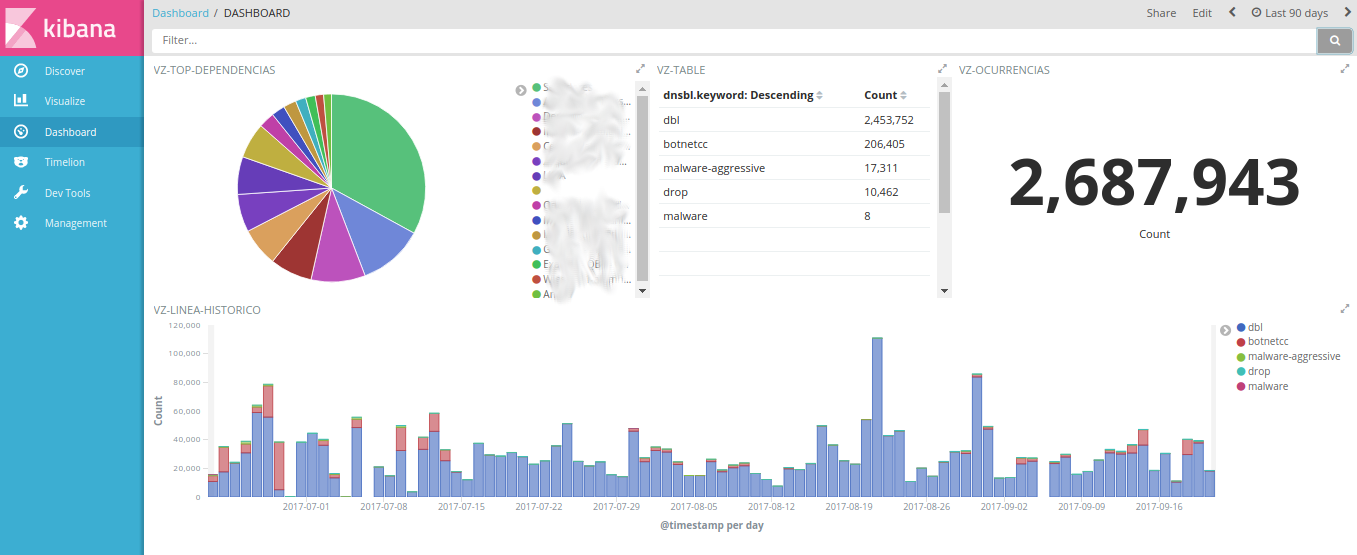 kibana
Discover
Visualize
Dashboard
Timelion
Dev Tools
Management
Dashboard / DASHBOARD
Share Edit Last 90 days
Filter...
VZ-TOP-DEPENDENCIAS
VZ-TABLE
dnsbl.keyword: Descending Count
dbl 2,453,752
botnetcc 206,405
malware-aggressive 17,311
drop 10,462
malware 8
VZ-OCURRENCIAS
2,687,943
Count
VZ-LINEA-HISTORICO
120,000
100,000
80,000
60,000
40,000
20,000
0
Count
2017-07-01 2017-07-08 2017-07-15 2017-07-22 2017-07-29 2017-08-05 2017-08-12 2017-08-19 2017-08-26 2017-09-02 2017-09-09 2017-09-16
@timestamp per day
dbl
botnetcc
malware-aggressive
drop
malware